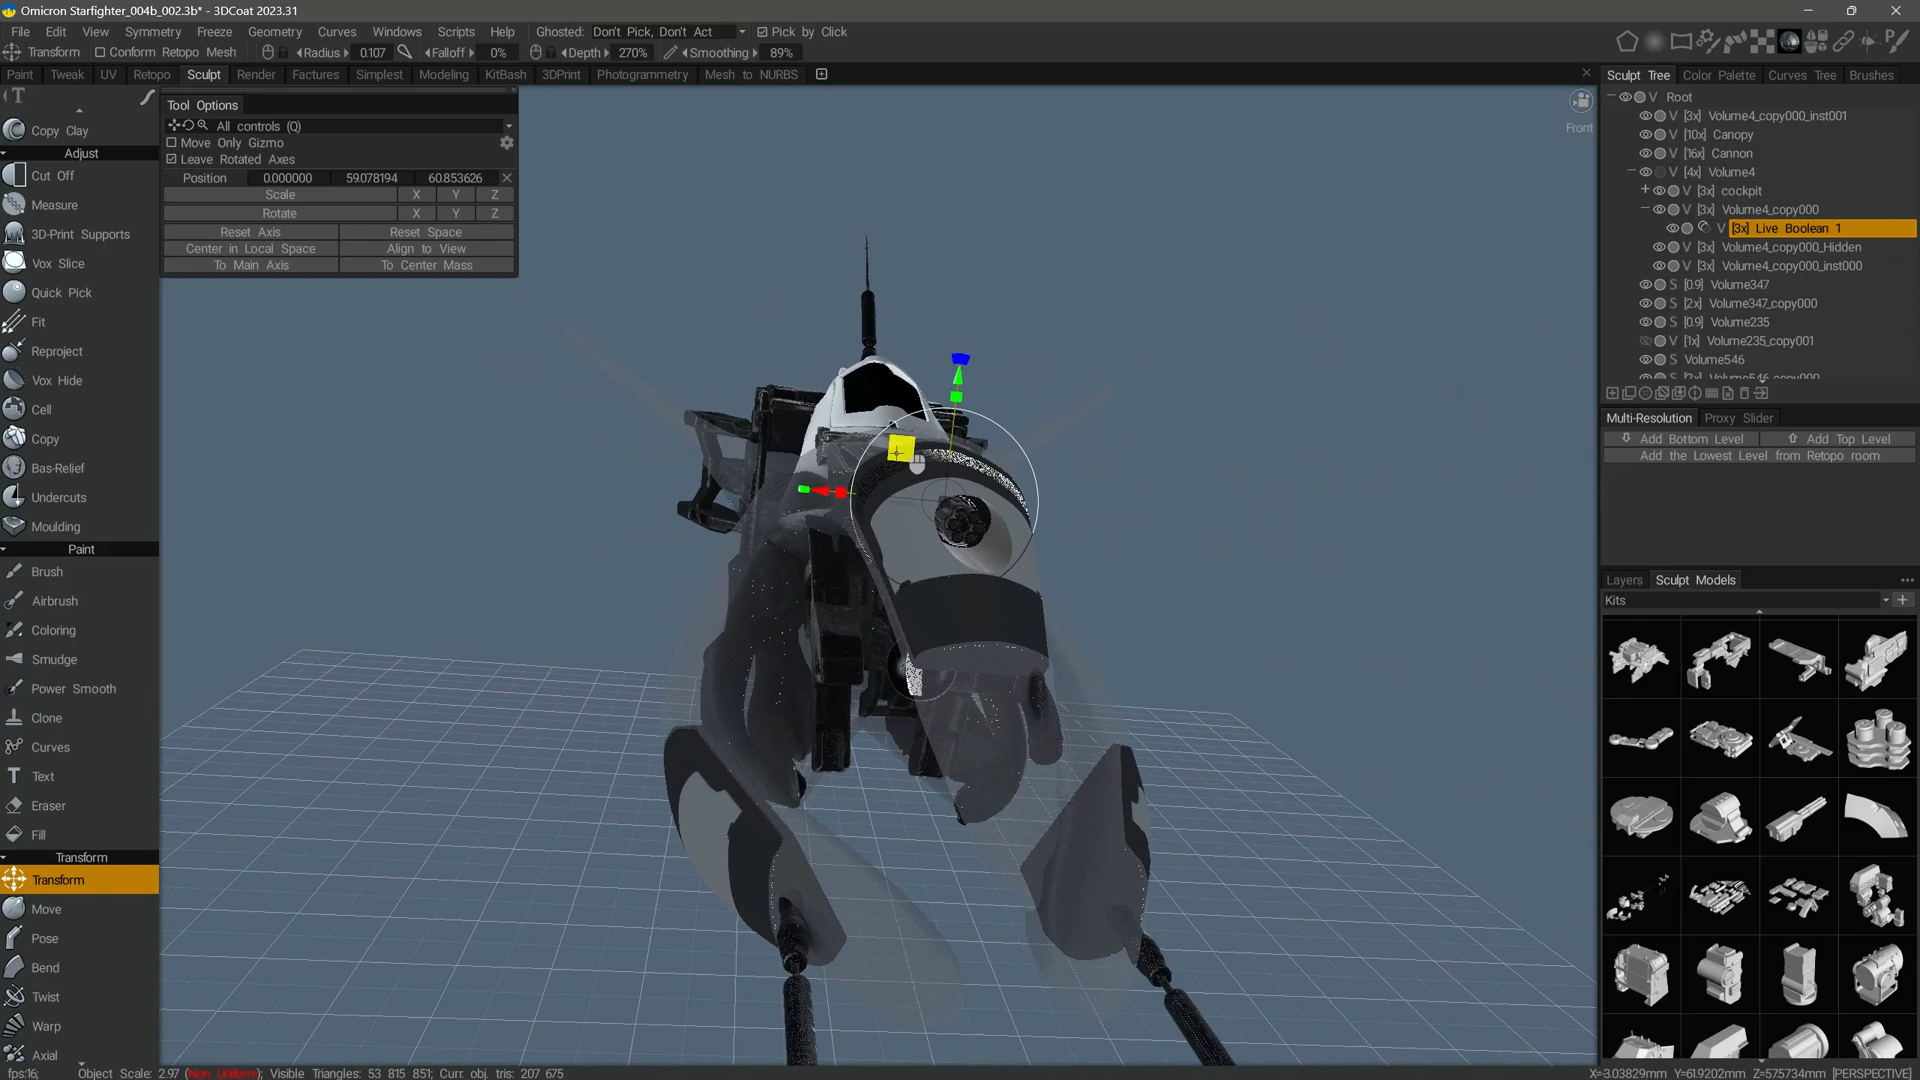 Omicron Starfighter_004b_002.3b* - 3DCoat 2023.31
File Edit View Symmetry Freeze Geometry Curves Windows Scripts Help Ghosted: Don't Pick, Don't Act Pick by Click
Transform Conform Retopo Mesh Radius 0.107 Falloff 0% Depth 270% Smoothing 89%
Paint Tweak UV Retopo Sculpt Render Factures Simplest Modeling KitBash 3DPrint Photogrammetry Mesh to NURBS
Copy Clay
Adjust
Cut Off
Measure
3D-Print Supports
Vox Slice
Quick Pick
Fit
Reproject
Vox Hide
Cell
Copy
Bas-Relief
Undercuts
Moulding
Paint
Brush
Airbrush
Coloring
Smudge
Power Smooth
Clone
Curves
Text
Eraser
Fill
Transform
Transform
Move
Pose
Bend
Twist
Warp
Axial
Tool Options
All controls (Q)
Move Only Gizmo
Leave Rotated Axes
Position 0.000000 59.078194 60.853626
Scale X Y Z
Rotate X Y Z
Reset Axis Reset Space
Center in Local Space Align to View
To Main Axis To Center Mass
Front
Sculpt Tree Color Palette Curves Tree Brushes
V Root
V [3x] Volume4_copy000_inst001
V [10x] Canopy
V [16x] Cannon
V [4x] Volume4
V [3x] cockpit
V [3x] Volume4_copy000
V [3x] Live Boolean 1
V [3x] Volume4_copy000_Hidden
V [3x] Volume4_copy000_inst000
S [0.9] Volume347
S [2x] Volume347_copy000
S [0.9] Volume235
V [1x] Volume235_copy001
S Volume546
S [2x] Volume546_copy000
Multi-Resolution Proxy Slider
Add Bottom Level Add Top Level
Add the Lowest Level from Retopo room
Layers Sculpt Models
Kits
fps:16; Object Scale: 2.97 (Non Uniform); Visible Triangles: 53 815 851; Curr. obj. tris: 207 675
X=-3.03829mm Y=61.9202mm Z=57.5734mm [PERSPECTIVE]